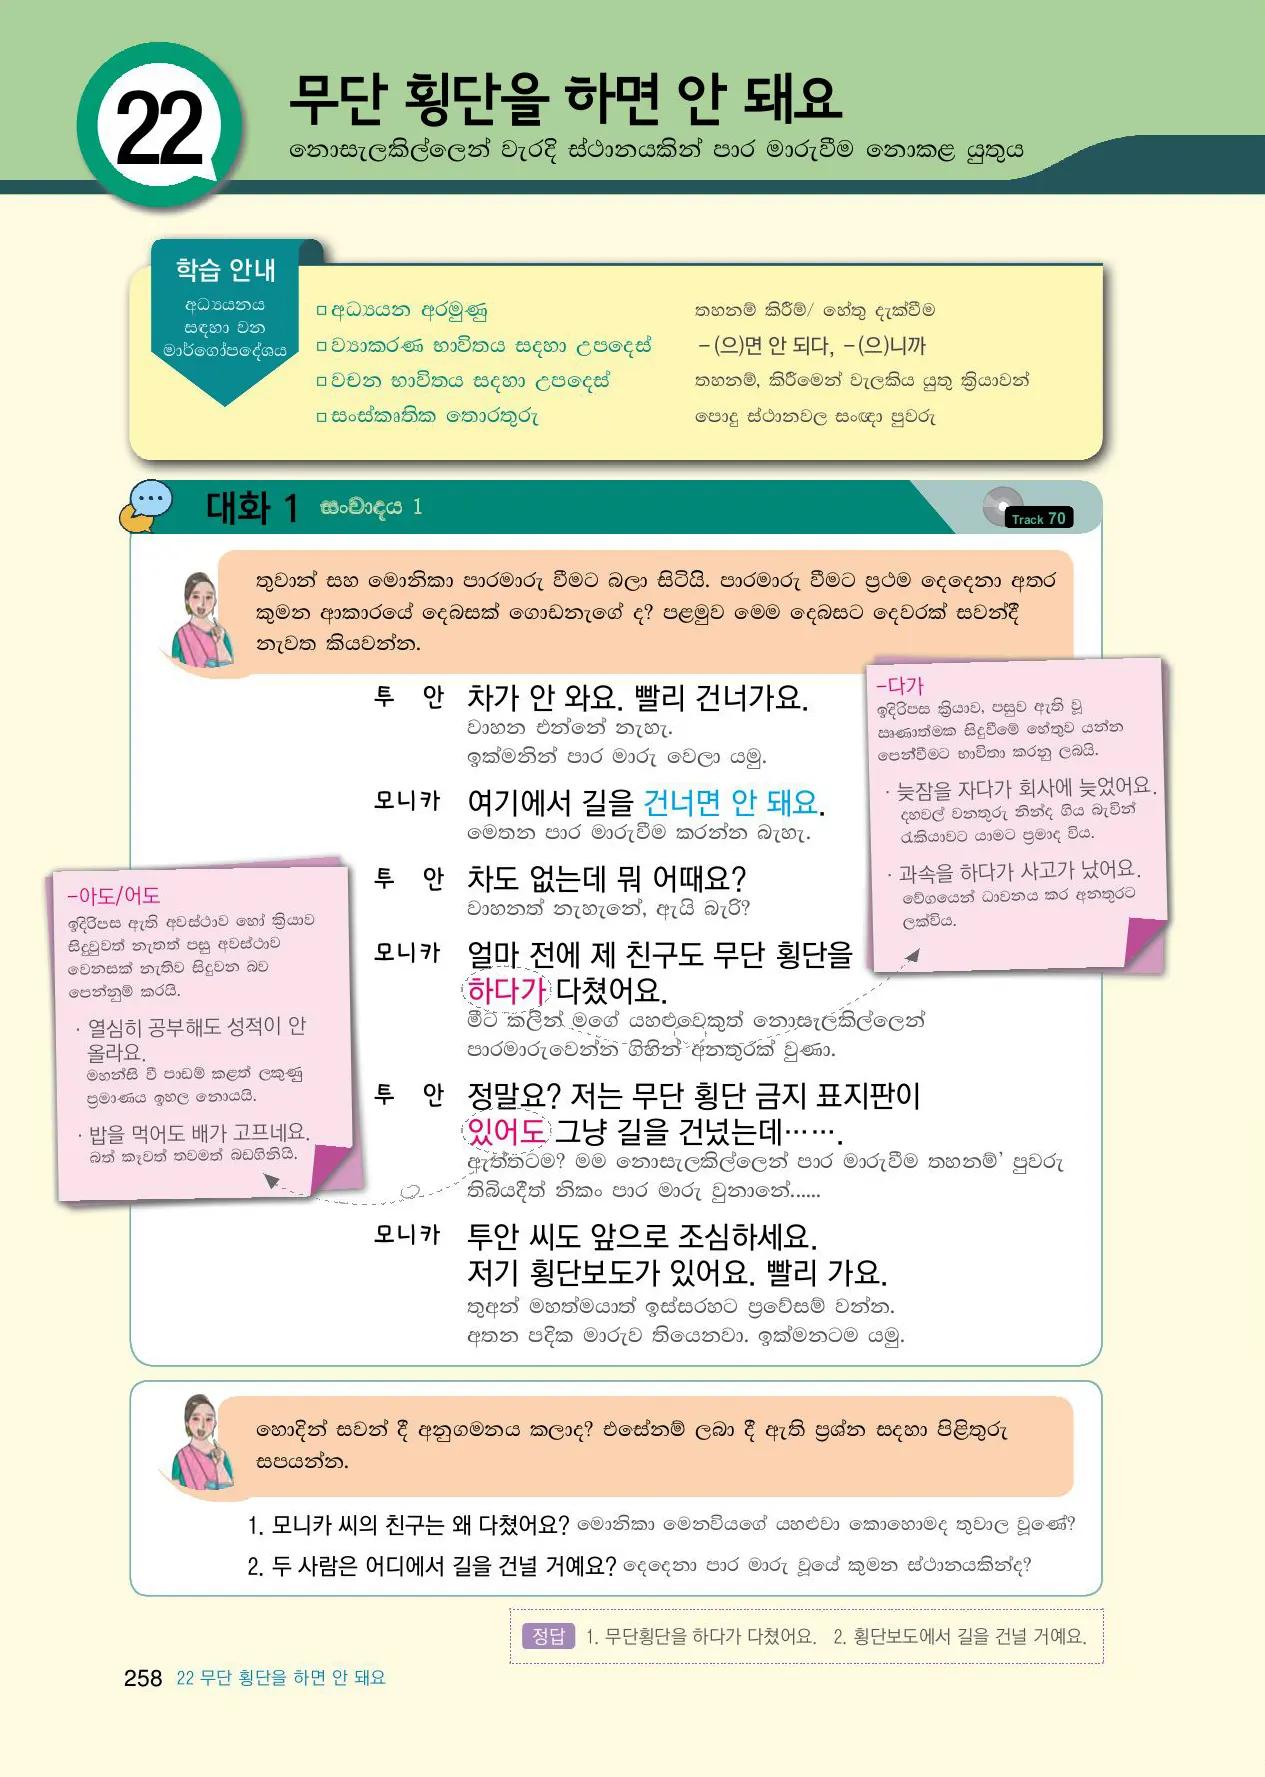 22
무단 횡단을 하면 안 돼요
නොසැලකිල්ලෙන් වැරදි ස්ථානයකින් පාර මාරුවීම නොකළ යුතුය
학습 안내
අධ්‍යයනය
සඳහා වන
මාර්ගෝපදේශය
□ අධ්‍යයන අරමුණු තහනම් කිරීම්/ හේතු දැක්වීම
□ ව්‍යාකරණ භාවිතය සඳහා උපදෙස් -(으)면 안 되다, -(으)니까
□ වචන භාවිතය සඳහා උපදෙස් තහනම්, කිරීමෙන් වැලකිය යුතු ක්‍රියාවන්
□ සංස්කෘතික තොරතුරු පොදු ස්ථානවල සංඥා පුවරු
대화 1 සංවාදය 1
Track 70
තුවාන් සහ මොනිකා පාරමාරු වීමට බලා සිටියි. පාරමාරු වීමට ප්‍රථම දෙදෙනා අතර
කුමන ආකාරයේ දෙබසක් ගොඩනැගේ ද? පළමුව මෙම දෙබසට දෙවරක් සවන්දී
නැවත කියවන්න.
투 안 차가 안 와요. 빨리 건너가요.
වාහන එන්නේ නැහැ.
ඉක්මනින් පාර මාරු වෙලා යමු.
모니카 여기에서 길을 건너면 안 돼요.
මෙතන පාර මාරුවීම කරන්න බැහැ.
투 안 차도 없는데 뭐 어때요?
වාහනත් නැහැනේ, ඇයි බැරි?
모니카 얼마 전에 제 친구도 무단 횡단을
하다가 다쳤어요.
මීට කලින් මගේ යහළුවෙකුත් නොසැලකිල්ලෙන්
පාරමාරුවෙන්න ගිහින් අනතුරක් වුණා.
투 안 정말요? 저는 무단 횡단 금지 표지판이
있어도 그냥 길을 건넜는데…….
ඇත්තටම? මම නොසැලකිල්ලෙන් පාර මාරුවීම තහනම්' පුවරු
තිබියදීත් නිකං පාර මාරු වුනානේ......
모니카 투안 씨도 앞으로 조심하세요.
저기 횡단보도가 있어요. 빨리 가요.
තුඅන් මහත්මයාත් ඉස්සරහට ප්‍රවේසම් වන්න.
අතන පදික මාරුව තියෙනවා. ඉක්මනටම යමු.
-다가
ඉදිරිපස ක්‍රියාව, පසුව ඇති වූ
ඍණාත්මක සිදුවීමේ හේතුව යන්න
පෙන්වීමට භාවිතා කරනු ලබයි.
· 늦잠을 자다가 회사에 늦었어요.
දහවල් වනතුරු නින්ද ගිය බැවින්
රැකියාවට යාමට ප්‍රමාද විය.
· 과속을 하다가 사고가 났어요.
වේගයෙන් ධාවනය කර අනතුරට
ලක්විය.
-아도/어도
ඉදිරිපස ඇති අවස්ථාව හෝ ක්‍රියාව
සිදුවුවත් නැතත් පසු අවස්ථාව
වෙනසක් නැතිව සිදුවන බව
පෙන්නුම් කරයි.
· 열심히 공부해도 성적이 안
올라요.
මහන්සි වී පාඩම් කළත් ලකුණු
ප්‍රමාණය ඉහල නොයයි.
· 밥을 먹어도 배가 고프네요.
බත් කෑවත් තවමත් බඩගිනියි.
හොඳින් සවන් දී අනුගමනය කලාද? එසේනම් ලබා දී ඇති ප්‍රශ්න සඳහා පිළිතුරු
සපයන්න.
1. 모니카 씨의 친구는 왜 다쳤어요? මොනිකා මෙනවියගේ යහළුවා කොහොමද තුවාල වූණේ?
2. 두 사람은 어디에서 길을 건널 거예요? දෙදෙනා පාර මාරු වූයේ කුමන ස්ථානයකින්ද?
정답 1. 무단횡단을 하다가 다쳤어요. 2. 횡단보도에서 길을 건널 거예요.
258 22 무단 횡단을 하면 안 돼요